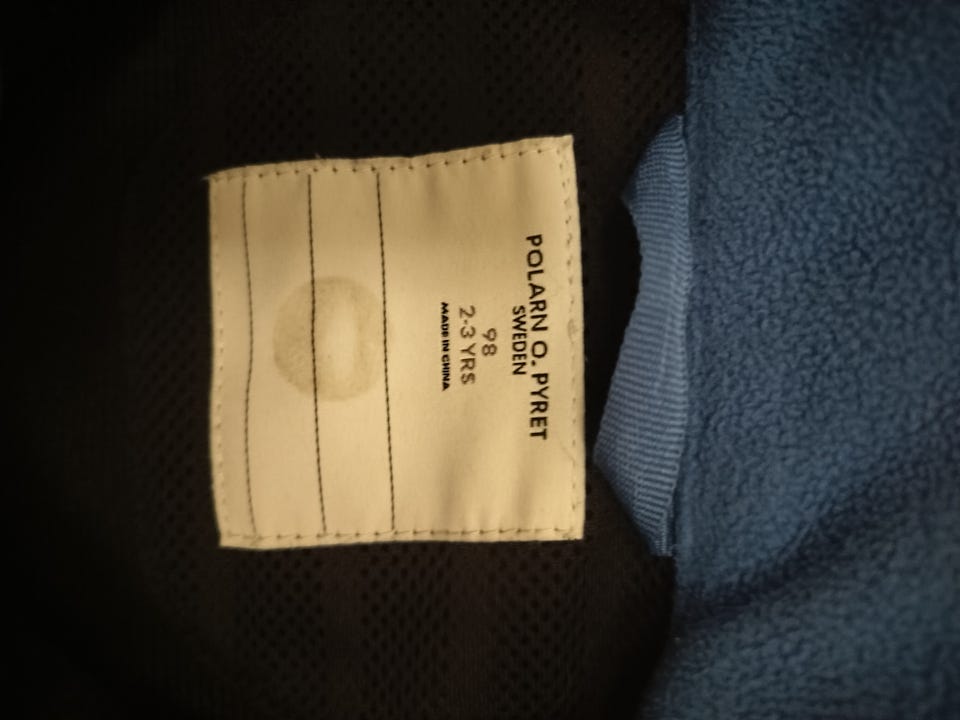 POLARN O. PYRET
SWEDEN
98
2-3 YRS
MADE IN CHINA